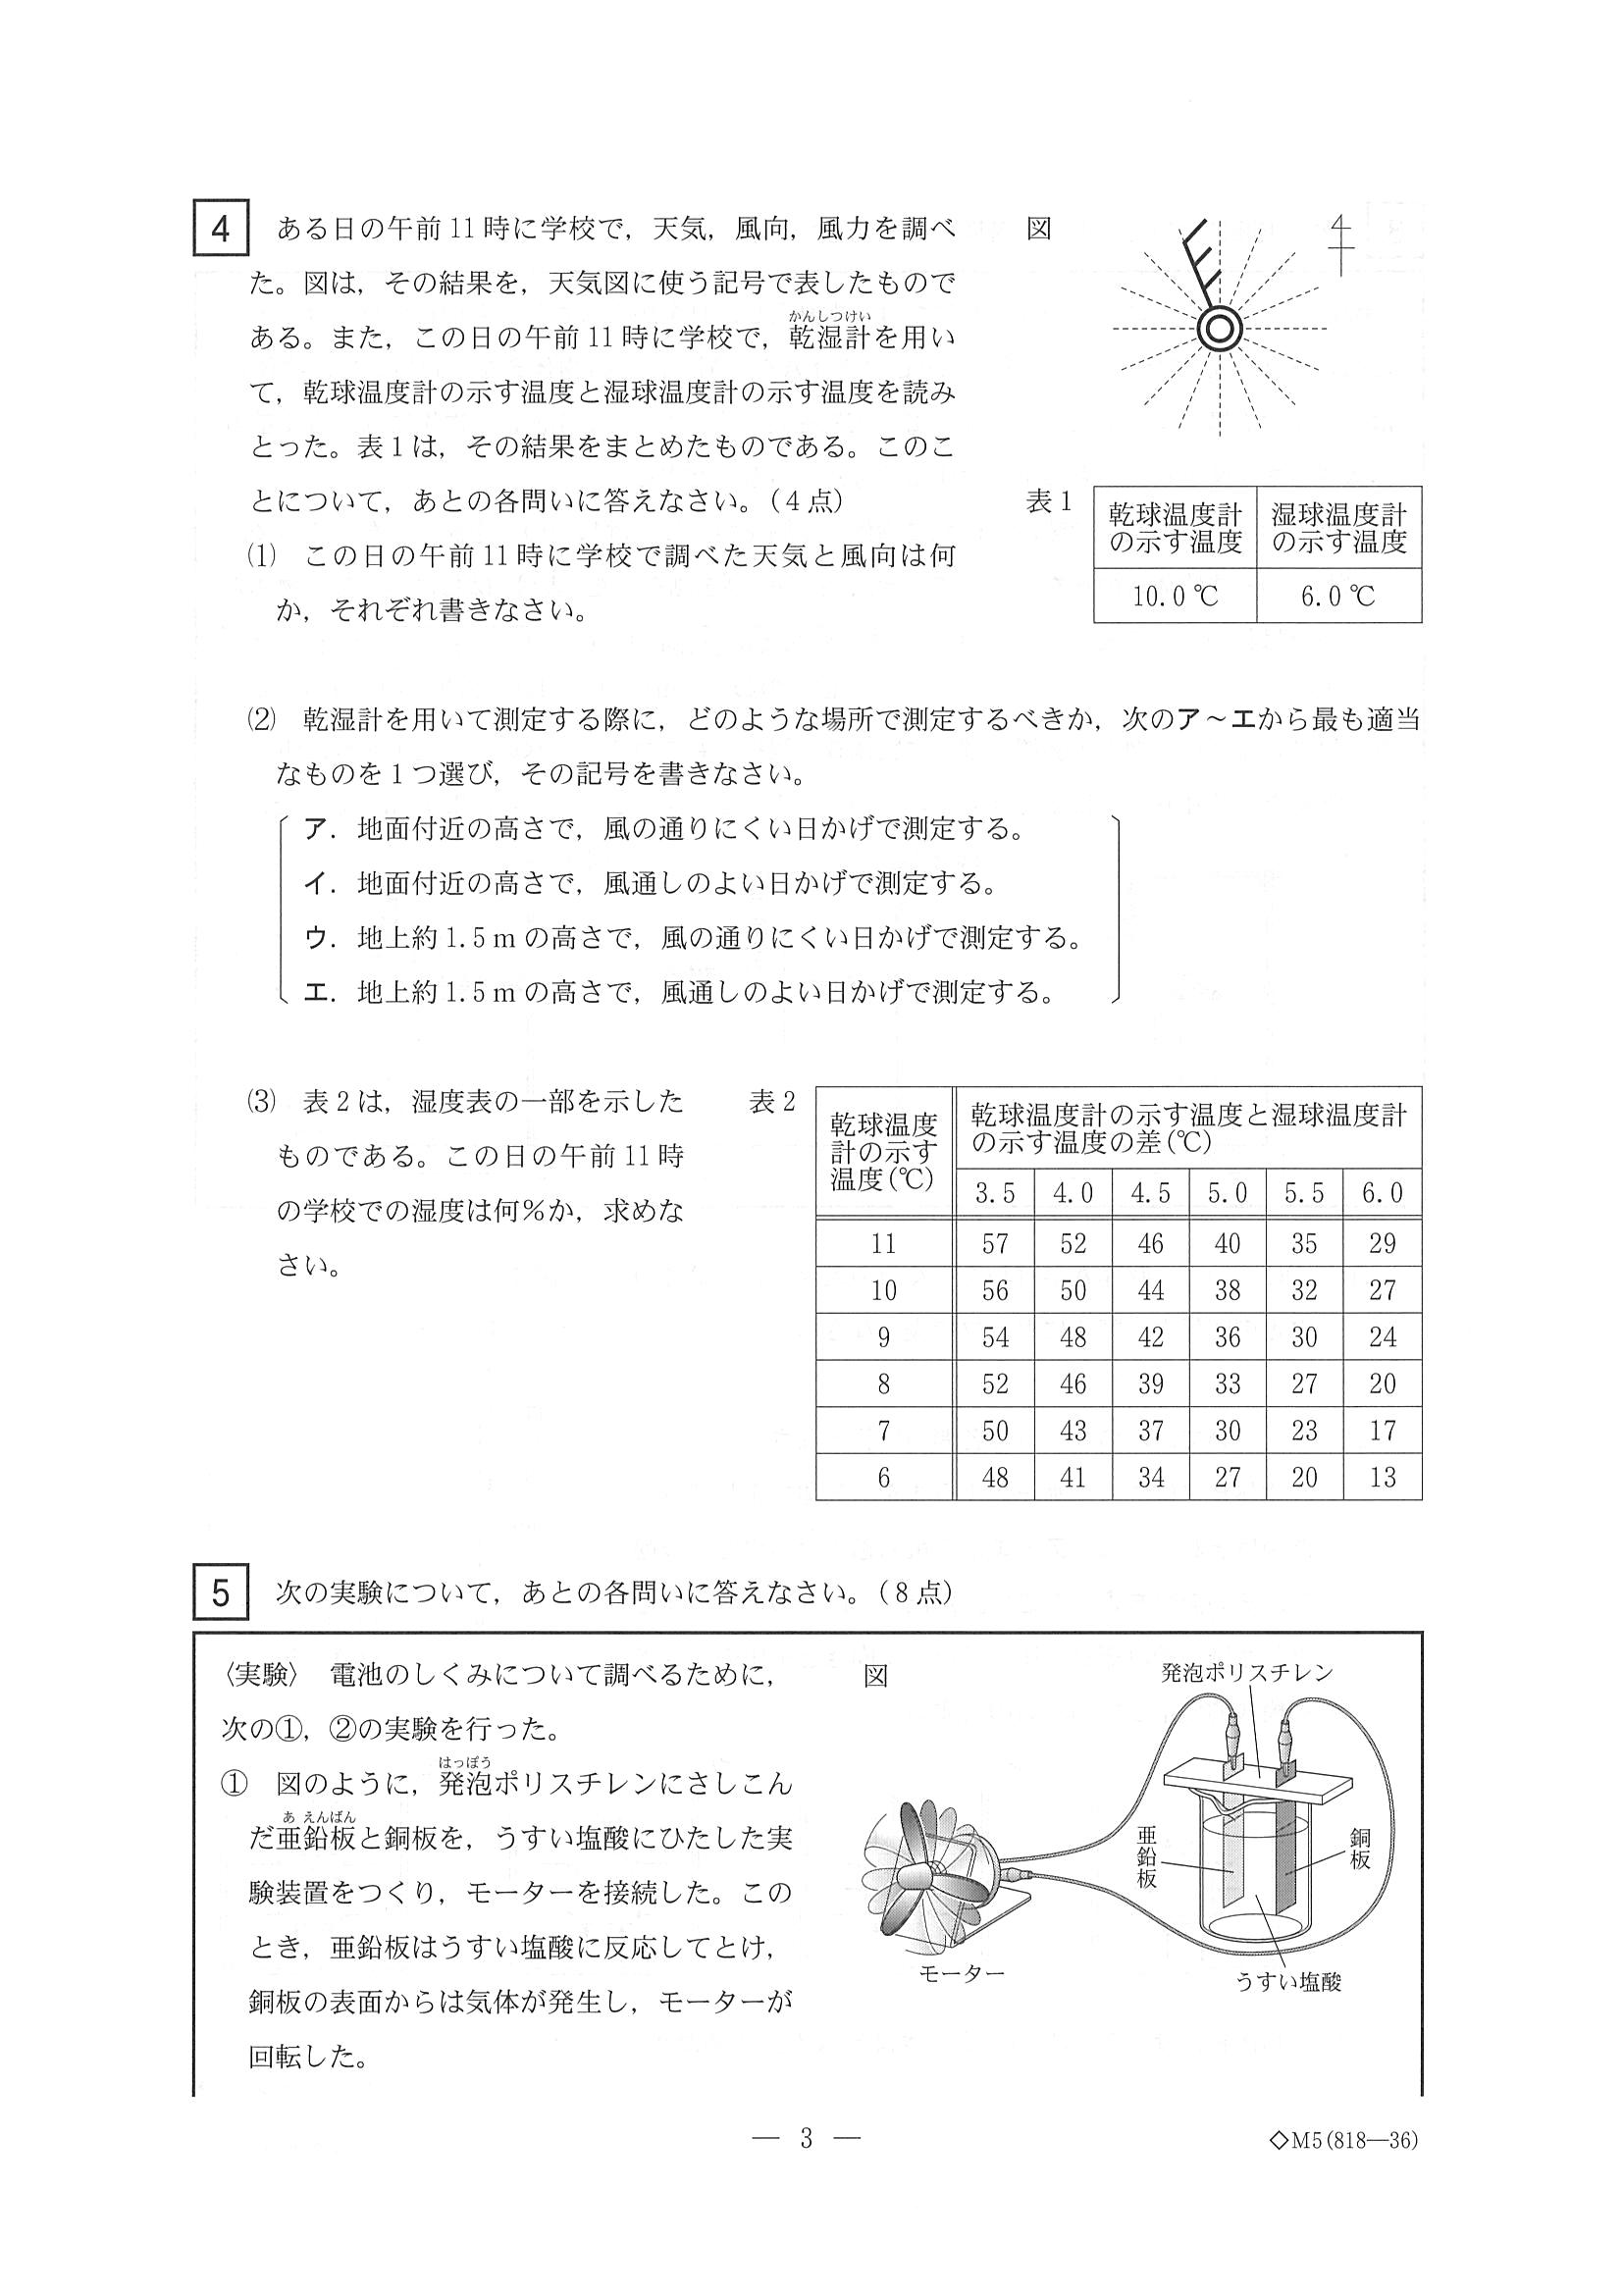 4 ある日の午前11時に学校で，天気，風向，風力を調べ
た。図は，その結果を，天気図に使う記号で表したもので
ある。また，この日の午前11時に学校で，乾湿計を用い
かんしつけい
て，乾球温度計の示す温度と湿球温度計の示す温度を読み
とった。表1は，その結果をまとめたものである。このこ
とについて，あとの各問いに答えなさい。（4点）
図
表1
乾球温度計の示す温度 湿球温度計の示す温度
10.0℃ 6.0℃
⑴ この日の午前11時に学校で調べた天気と風向は何
か，それぞれ書きなさい。
⑵ 乾湿計を用いて測定する際に，どのような場所で測定するべきか，次のア～エから最も適当
なものを1つ選び，その記号を書きなさい。
ア．地面付近の高さで，風の通りにくい日かげで測定する。
イ．地面付近の高さで，風通しのよい日かげで測定する。
ウ．地上約1.5mの高さで，風の通りにくい日かげで測定する。
エ．地上約1.5mの高さで，風通しのよい日かげで測定する。
⑶ 表2は，湿度表の一部を示した
ものである。この日の午前11時
の学校での湿度は何％か，求めな
さい。
表2
乾球温度計の示す温度(℃)
乾球温度計の示す温度と湿球温度計
の示す温度の差(℃)
3.5 4.0 4.5 5.0 5.5 6.0
11 57 52 46 40 35 29
10 56 50 44 38 32 27
9 54 48 42 36 30 24
8 52 46 39 33 27 20
7 50 43 37 30 23 17
6 48 41 34 27 20 13
5 次の実験について，あとの各問いに答えなさい。（8点）
〈実験〉 電池のしくみについて調べるために，
次の①，②の実験を行った。
① 図のように，発泡ポリスチレンにさしこん
はっぽう
だ亜鉛板と銅板を，うすい塩酸にひたした実
あえんばん
験装置をつくり，モーターを接続した。この
とき，亜鉛板はうすい塩酸に反応してとけ，
銅板の表面からは気体が発生し，モーターが
回転した。
図
発泡ポリスチレン
亜鉛板
銅板
モーター
うすい塩酸
― 3 ―
◇M5(818―36)